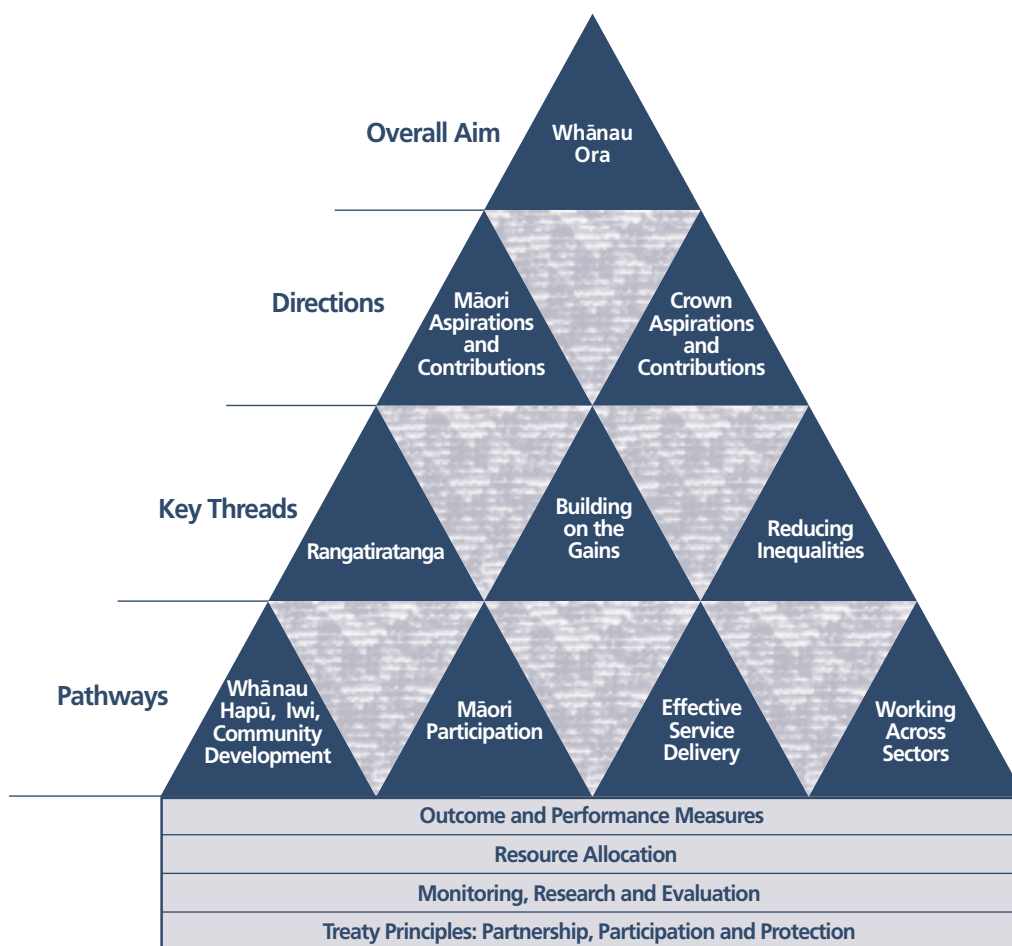 Overall Aim
Whānau
Ora
Directions
Māori
Aspirations
and
Contributions
Crown
Aspirations
and
Contributions
Key Threads
Rangatiratanga
Building
on the
Gains
Reducing
Inequalities
Pathways
Whānau
Hapū, Iwi,
Community
Development
Māori
Participation
Effective
Service
Delivery
Working
Across
Sectors
Outcome and Performance Measures
Resource Allocation
Monitoring, Research and Evaluation
Treaty Principles: Partnership, Participation and Protection